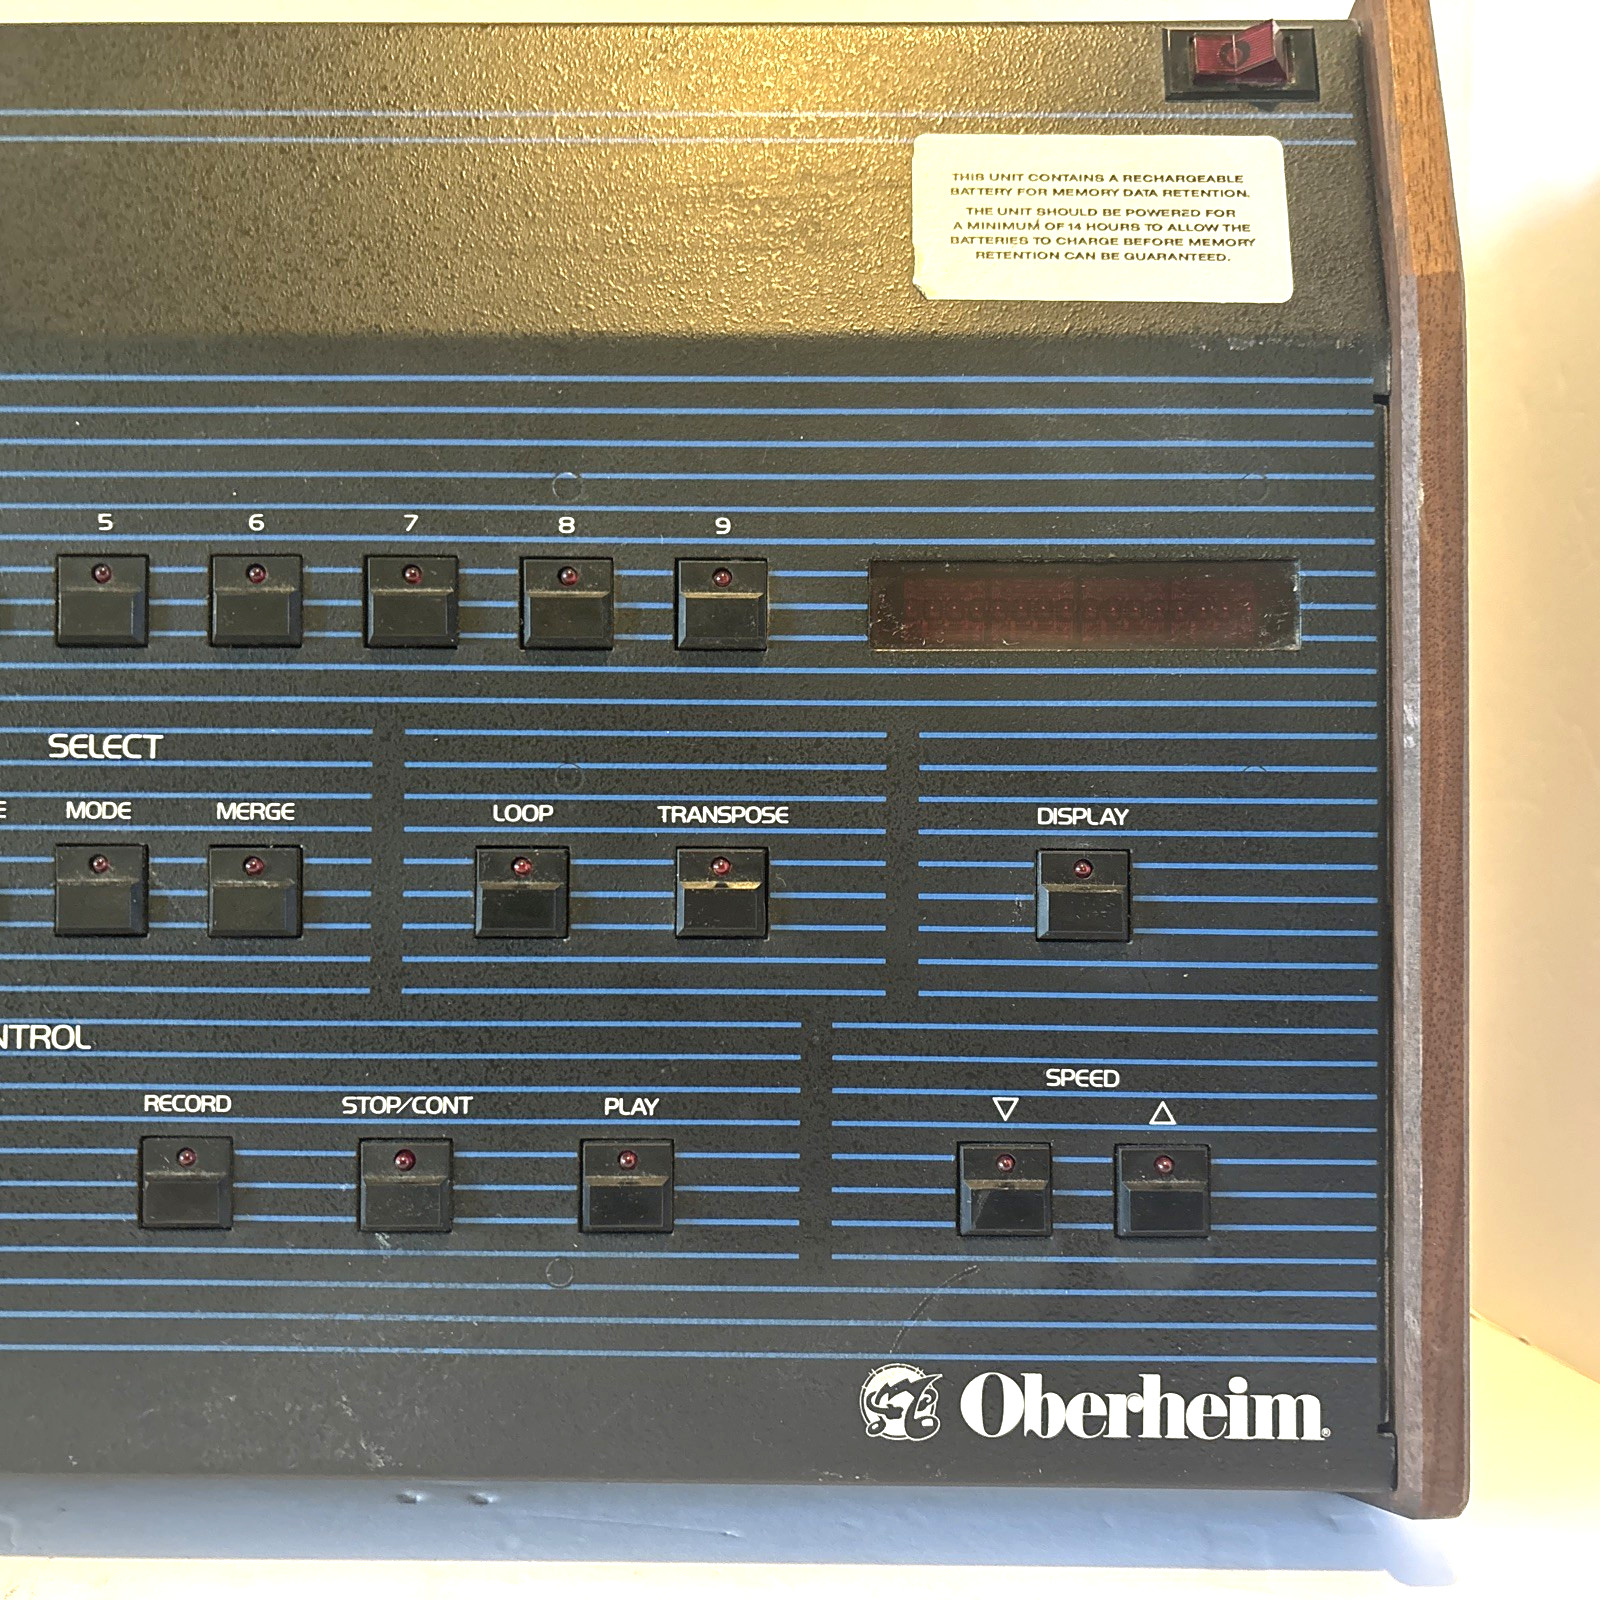 THIS UNIT CONTAINS A RECHARGEABLE
BATTERY FOR MEMORY DATA RETENTION.
THE UNIT SHOULD BE POWERED FOR
A MINIMUM OF 14 HOURS TO ALLOW THE
BATTERIES TO CHARGE BEFORE MEMORY
RETENTION CAN BE GUARANTEED.
5 6 7 8 9
SELECT
E MODE MERGE LOOP TRANSPOSE DISPLAY
NTROL
SPEED
RECORD STOP/CONT PLAY ▽ △
Oberheim®